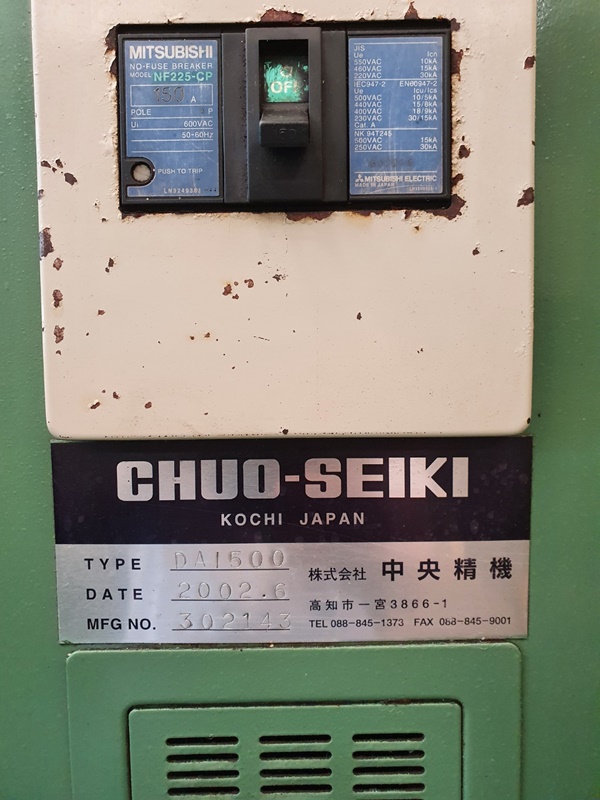 MITSUBISHI
NO-FUSE BREAKER
MODEL NF225-CP
150 A
POLE P
Ui 600VAC
50-60Hz
PUSH TO TRIP
OFF
JIS
Ue Icn
550VAC 10kA
460VAC 15kA
220VAC 30kA
IEC947-2 EN60947-2
Ue Icu/Ics
500VAC 10/5kA
440VAC 15/8kA
400VAC 18/9kA
230VAC 30/15kA
Cat. A
NK 94T245
500VAC 15kA
250VAC 30kA
MITSUBISHI ELECTRIC
MADE IN JAPAN
CHUO-SEIKI
KOCHI JAPAN
TYPE DA1500
DATE 2002.6
MFG NO. 302143
株式会社 中央精機
高知市一宮3866-1
TEL 088-845-1373 FAX 088-845-9001